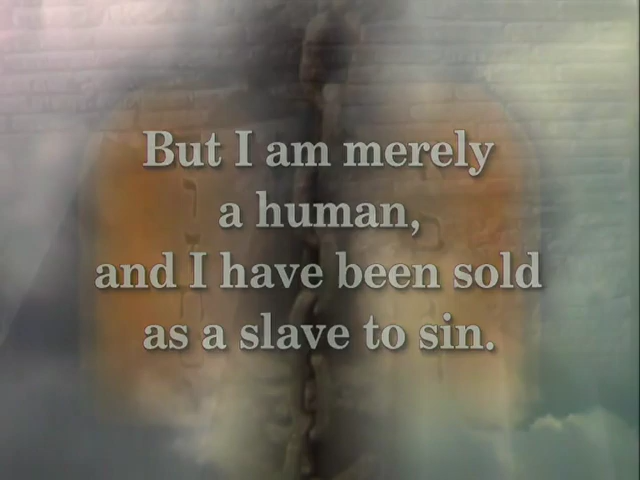 But I am merely
a human,
and I have been sold
as a slave to sin.